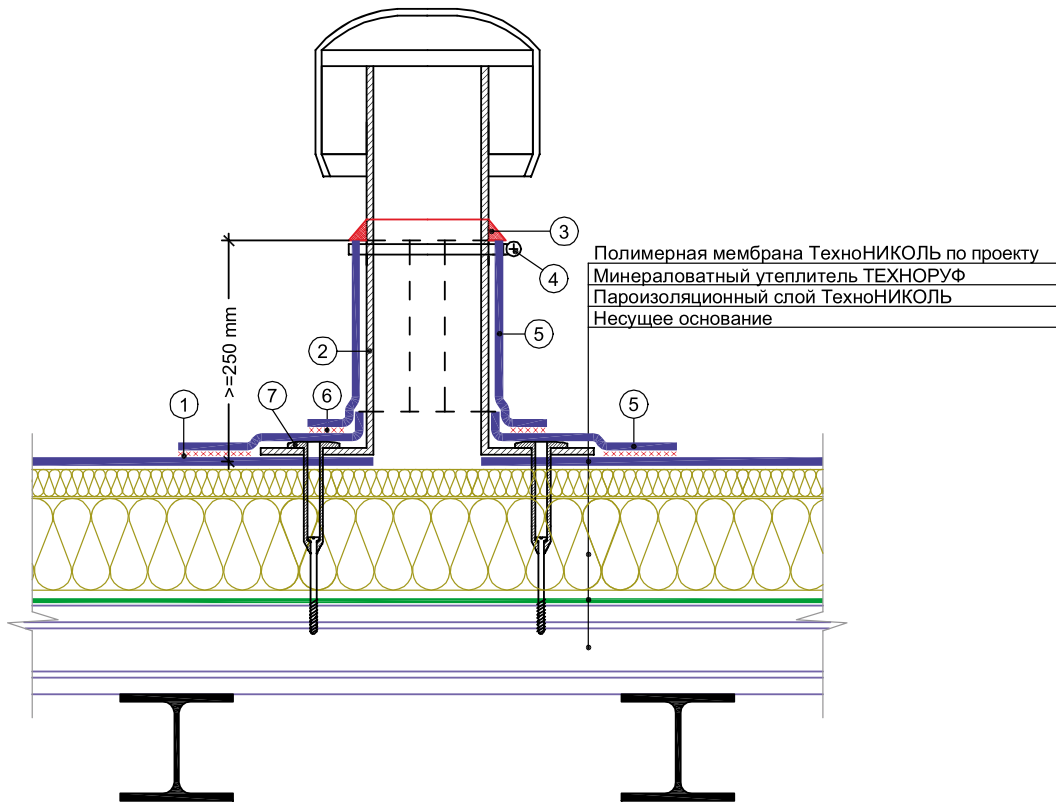 3
4
Полимерная мембрана ТехноНИКОЛЬ по проекту
Минераловатный утеплитель ТЕХНОРУФ
Пароизоляционный слой ТехноНИКОЛЬ
Несущее основание
5
2
>=250 mm
7
6
1
5